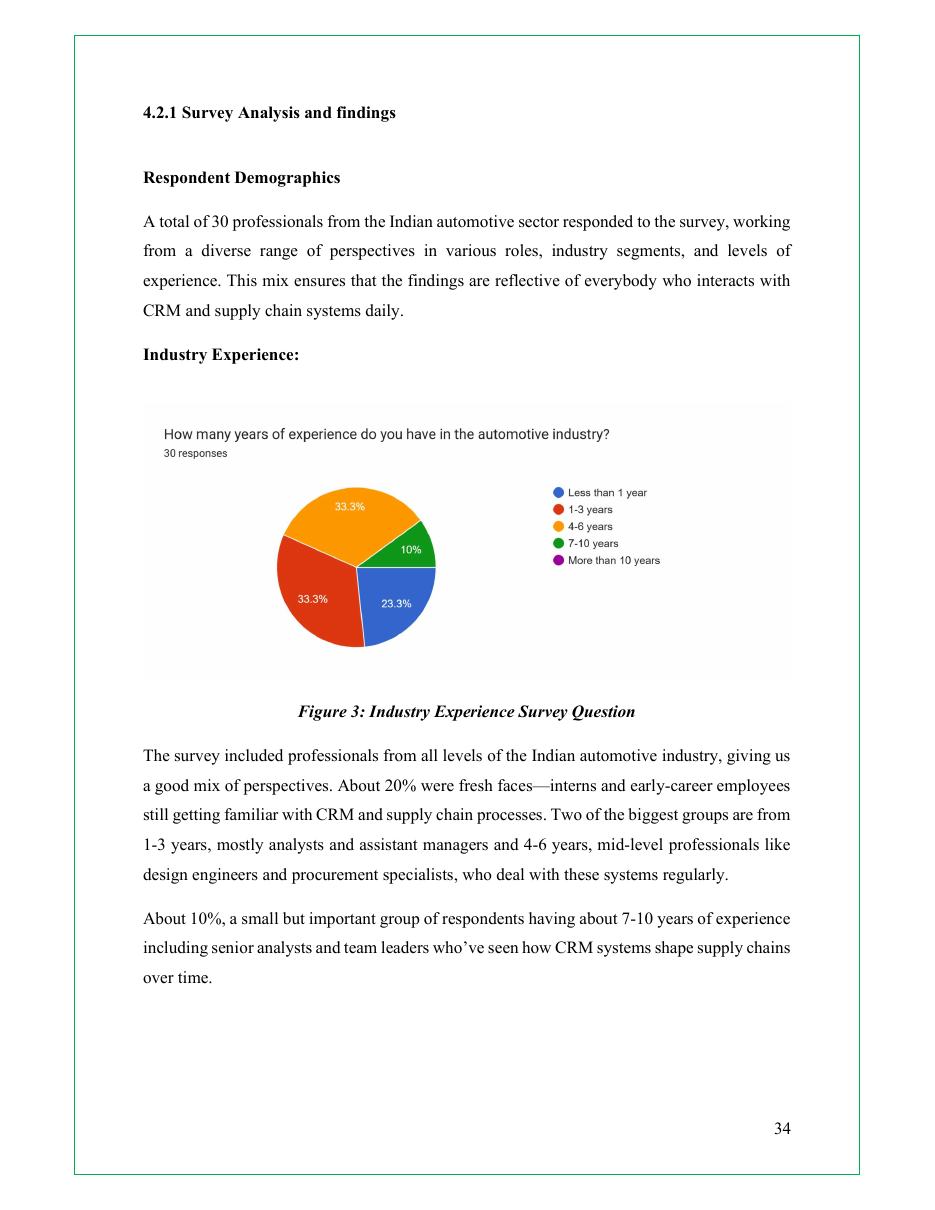 4.2.1 Survey Analysis and findings
Respondent Demographics
A total of 30 professionals from the Indian automotive sector responded to the survey, working
from a diverse range of perspectives in various roles, industry segments, and levels of
experience. This mix ensures that the findings are reflective of everybody who interacts with
CRM and supply chain systems daily.
Industry Experience:
How many years of experience do you have in the automotive industry?
30 responses
33.3%
10%
33.3%
23.3%
Less than 1 year
1-3 years
4-6 years
7-10 years
More than 10 years
Figure 3: Industry Experience Survey Question
The survey included professionals from all levels of the Indian automotive industry, giving us
a good mix of perspectives. About 20% were fresh faces—interns and early-career employees
still getting familiar with CRM and supply chain processes. Two of the biggest groups are from
1-3 years, mostly analysts and assistant managers and 4-6 years, mid-level professionals like
design engineers and procurement specialists, who deal with these systems regularly.
About 10%, a small but important group of respondents having about 7-10 years of experience
including senior analysts and team leaders who’ve seen how CRM systems shape supply chains
over time.
34